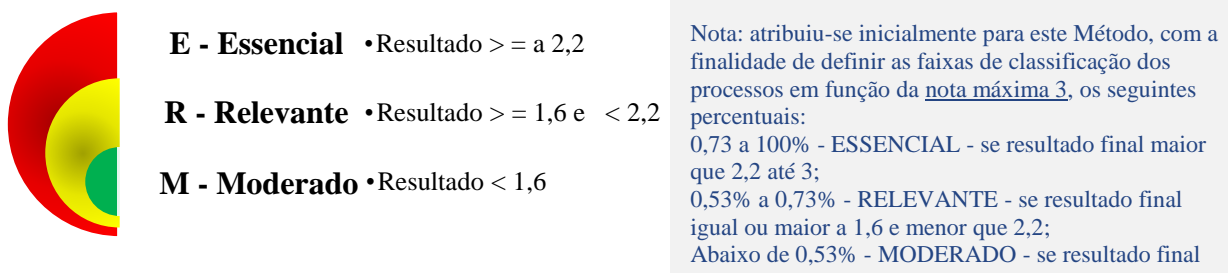 E - Essencial •Resultado > = a 2,2
R - Relevante •Resultado > = 1,6 e < 2,2
M - Moderado •Resultado < 1,6
Nota: atribuiu-se inicialmente para este Método, com a
finalidade de definir as faixas de classificação dos
processos em função da nota máxima 3, os seguintes
percentuais:
0,73 a 100% - ESSENCIAL - se resultado final maior
que 2,2 até 3;
0,53% a 0,73% - RELEVANTE - se resultado final
igual ou maior a 1,6 e menor que 2,2;
Abaixo de 0,53% - MODERADO - se resultado final